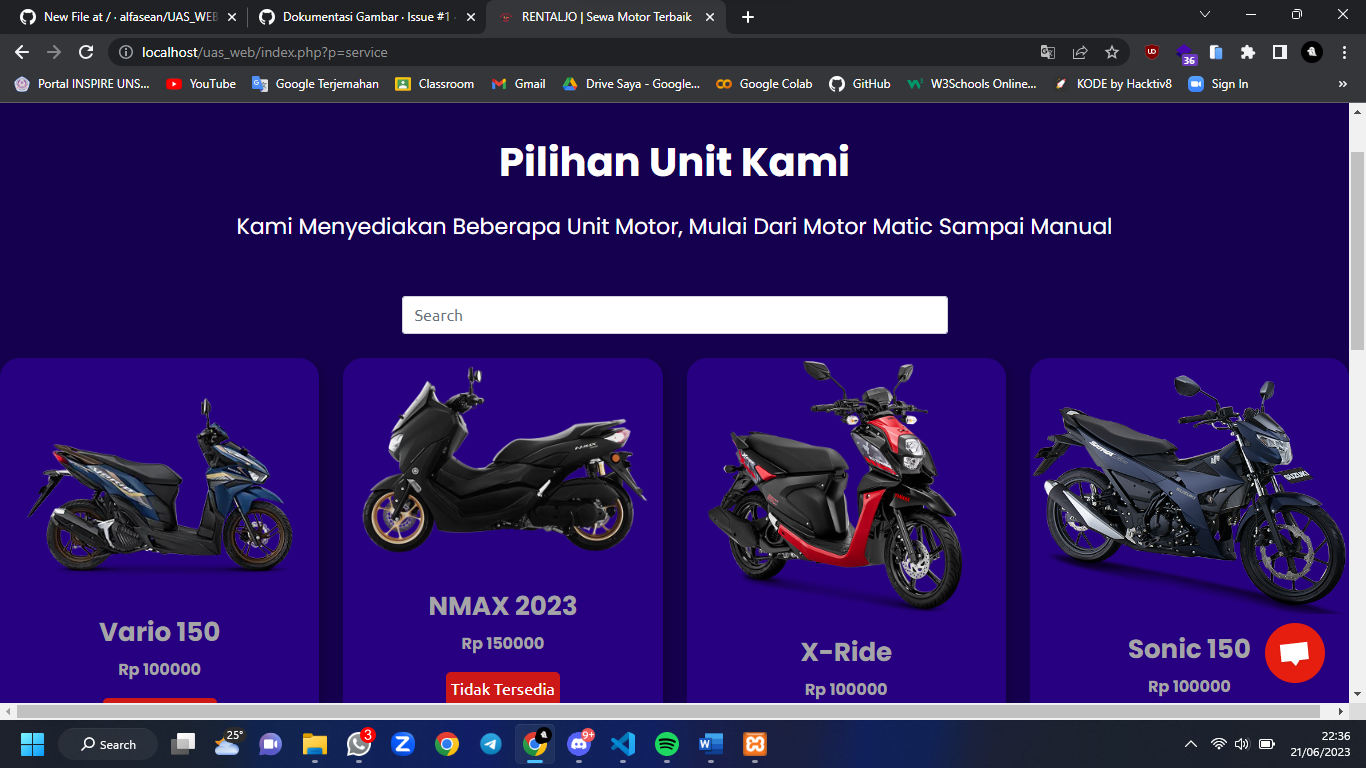 New File at / · alfasean/UAS_WEB
Dokumentasi Gambar · Issue #1 ·
RENTALJO | Sewa Motor Terbaik
localhost/uas_web/index.php?p=service
36
Portal INSPIRE UNS...
YouTube
Google Terjemahan
Classroom
Gmail
Drive Saya - Google...
Google Colab
GitHub
W3Schools Online...
KODE by Hacktiv8
Sign In
»
Pilihan Unit Kami
Kami Menyediakan Beberapa Unit Motor, Mulai Dari Motor Matic Sampai Manual
Search
SUZUKI
Vario 150
Rp 100000
NMAX 2023
Rp 150000
Tidak Tersedia
X-Ride
Rp 100000
Sonic 150
Rp 100000
Search
25°
3
9+
22:36
21/06/2023